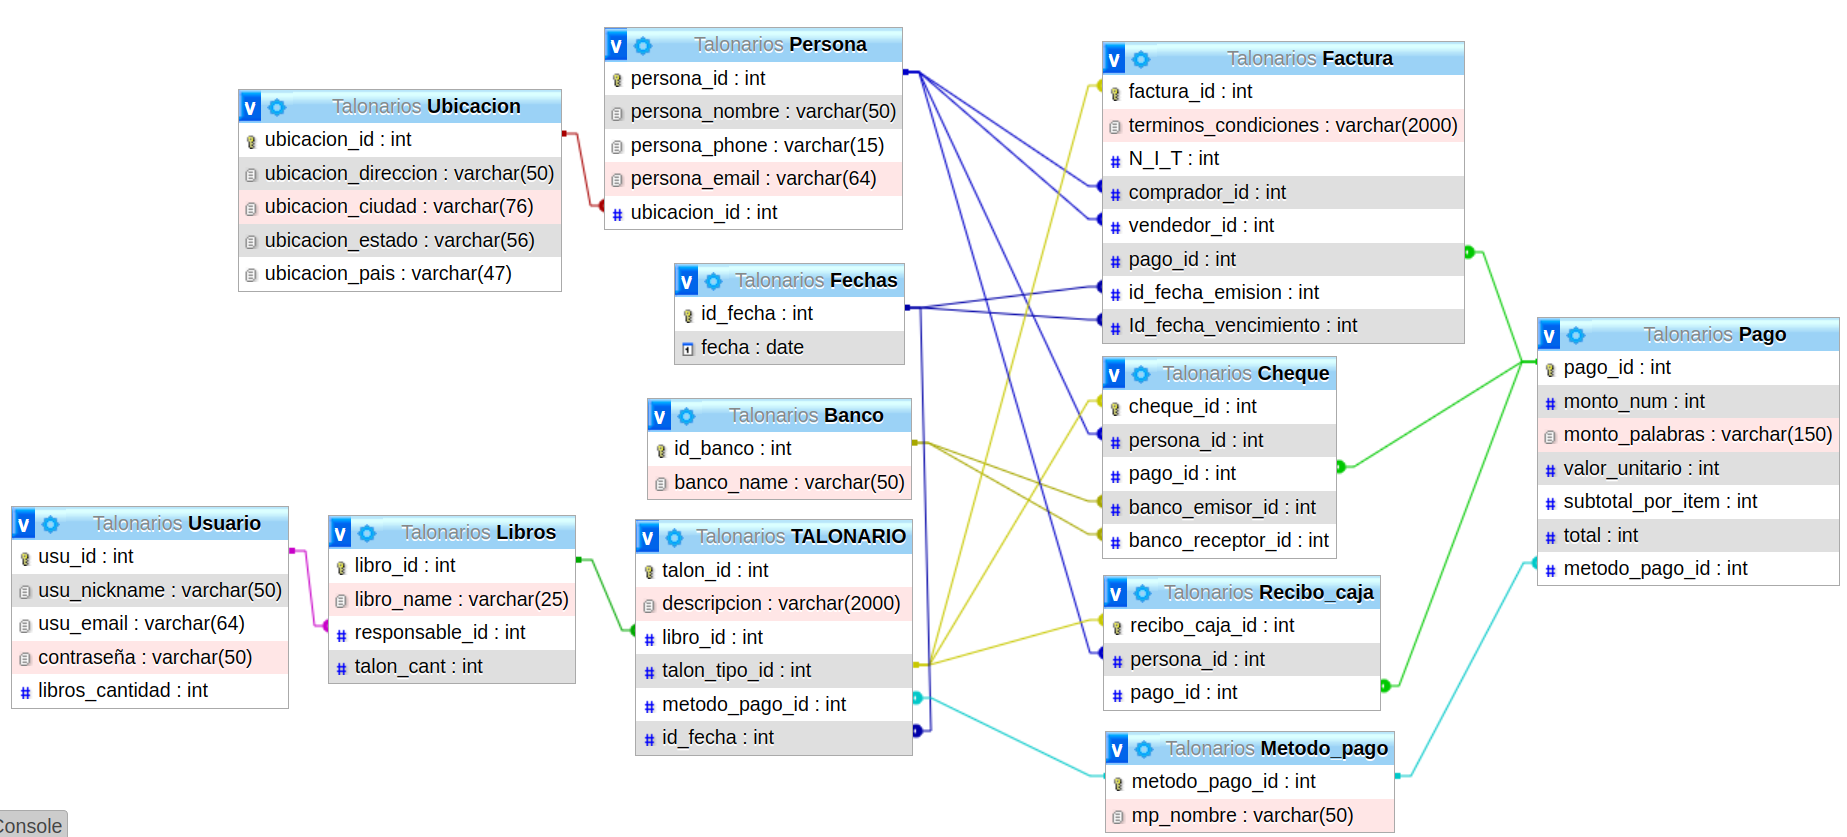 Talonarios Ubicacion
ubicacion_id : int
ubicacion_direccion : varchar(50)
ubicacion_ciudad : varchar(76)
ubicacion_estado : varchar(56)
ubicacion_pais : varchar(47)
Talonarios Persona
persona_id : int
persona_nombre : varchar(50)
persona_phone : varchar(15)
persona_email : varchar(64)
ubicacion_id : int
Talonarios Fechas
id_fecha : int
fecha : date
Talonarios Banco
id_banco : int
banco_name : varchar(50)
Talonarios Usuario
usu_id : int
usu_nickname : varchar(50)
usu_email : varchar(64)
contraseña : varchar(50)
libros_cantidad : int
Talonarios Libros
libro_id : int
libro_name : varchar(25)
responsable_id : int
talon_cant : int
Talonarios TALONARIO
talon_id : int
descripcion : varchar(2000)
libro_id : int
talon_tipo_id : int
metodo_pago_id : int
id_fecha : int
Talonarios Factura
factura_id : int
terminos_condiciones : varchar(2000)
N_I_T : int
comprador_id : int
vendedor_id : int
pago_id : int
id_fecha_emision : int
Id_fecha_vencimiento : int
Talonarios Cheque
cheque_id : int
persona_id : int
pago_id : int
banco_emisor_id : int
banco_receptor_id : int
Talonarios Recibo_caja
recibo_caja_id : int
persona_id : int
pago_id : int
Talonarios Metodo_pago
metodo_pago_id : int
mp_nombre : varchar(50)
Talonarios Pago
pago_id : int
monto_num : int
monto_palabras : varchar(150)
valor_unitario : int
subtotal_por_item : int
total : int
metodo_pago_id : int
Console